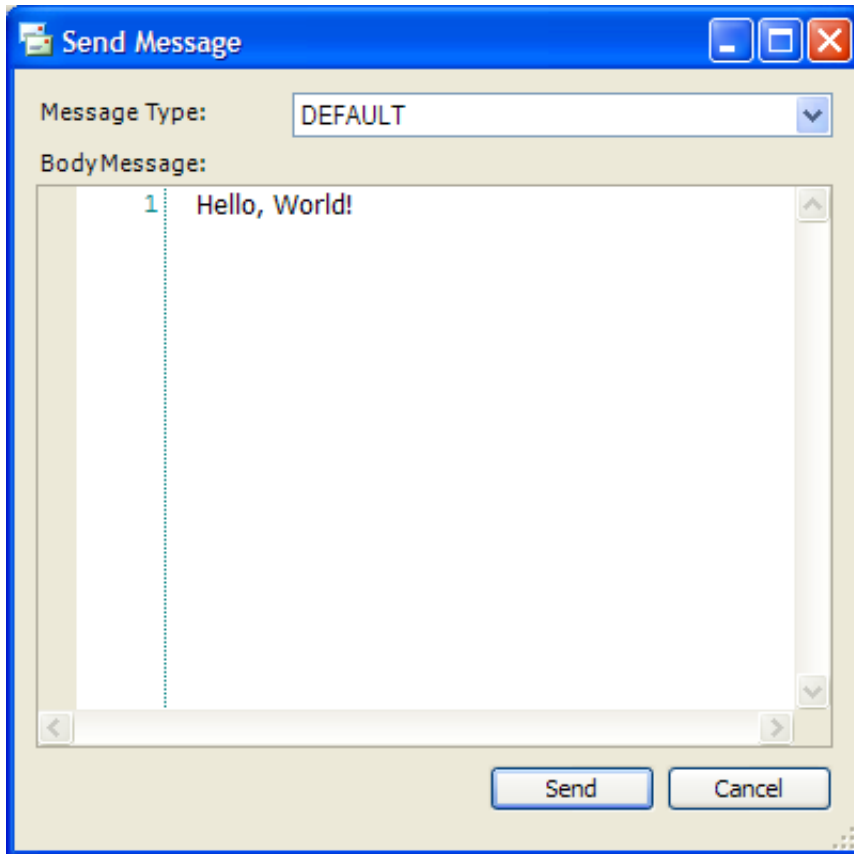 Send Message
Message Type: DEFAULT
BodyMessage:
1 Hello, World!
Send Cancel